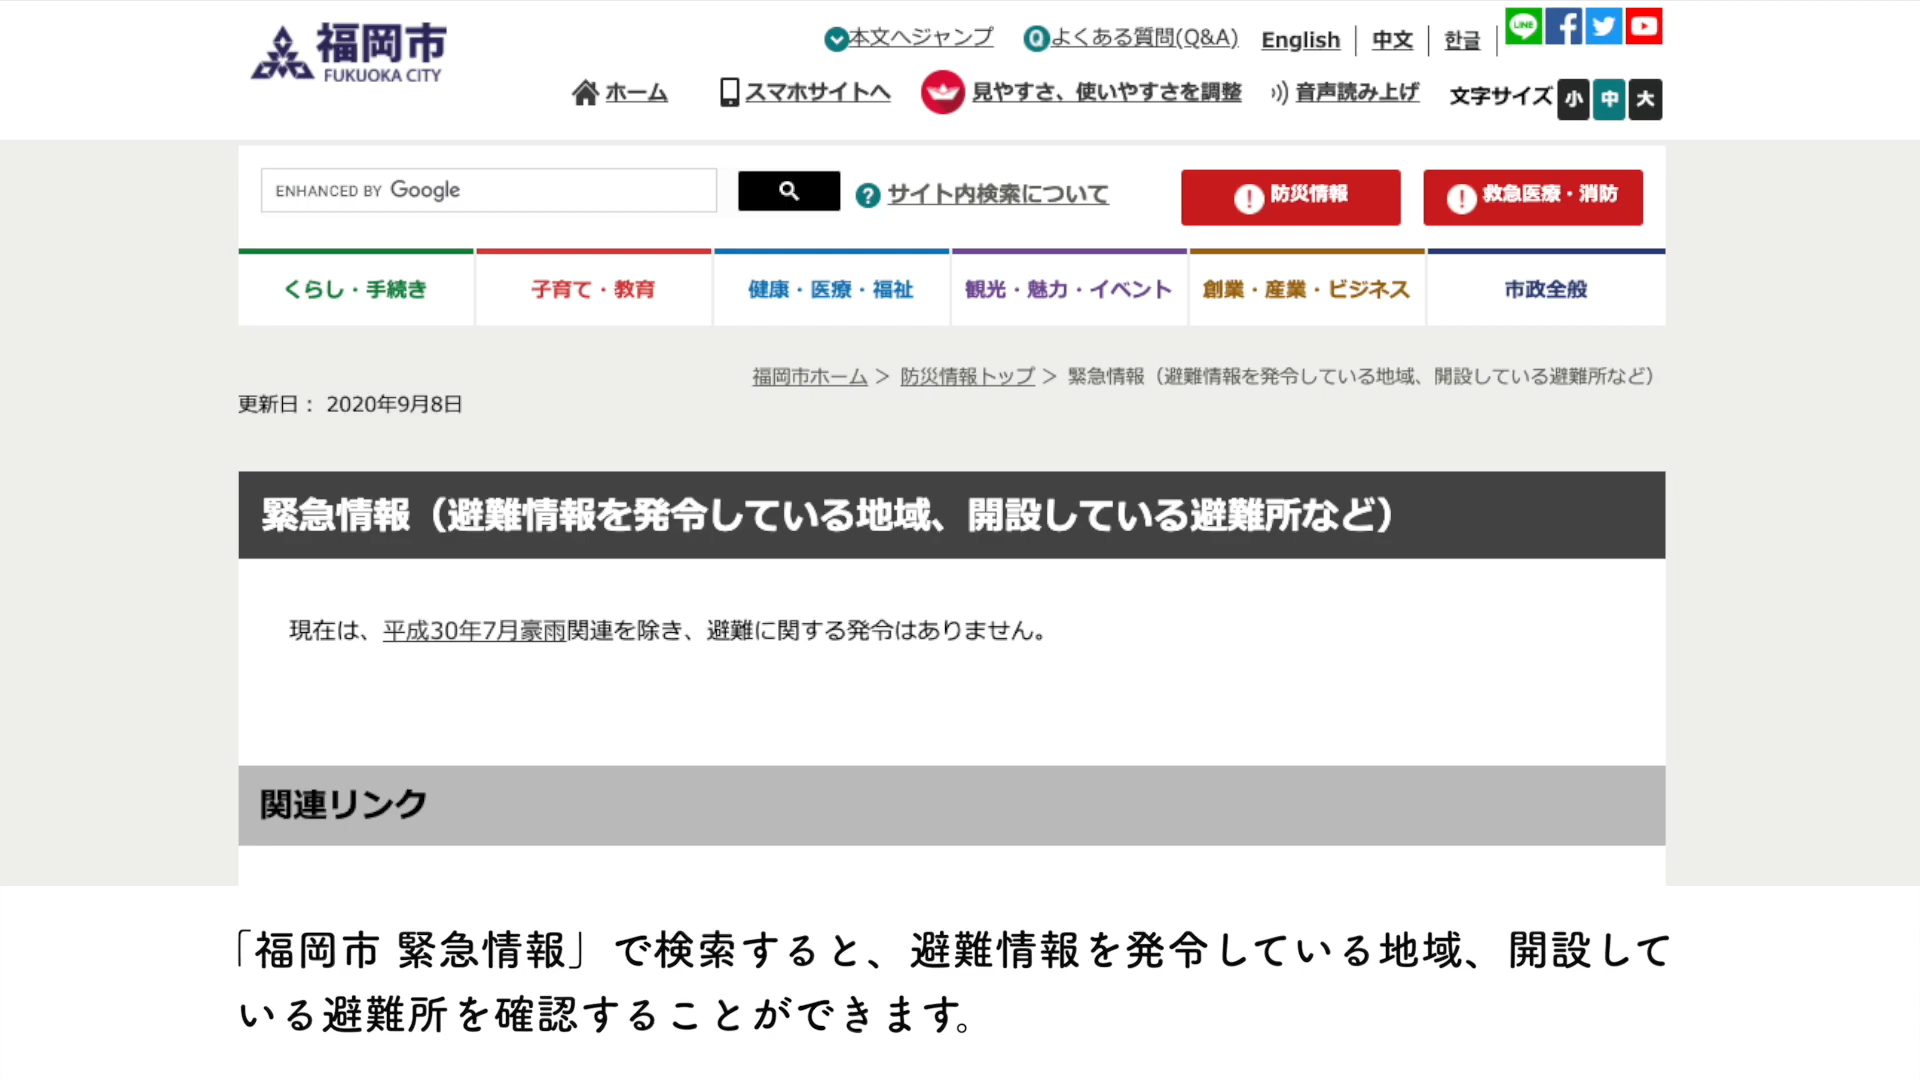 福岡市
FUKUOKA CITY
本文へジャンプ
Q よくある質問(Q&A)
English
中文
한글
LINE
ホーム
スマホサイトへ
見やすさ、使いやすさを調整
音声読み上げ
文字サイズ 小 中 大
ENHANCED BY Google
? サイト内検索について
! 防災情報
! 救急医療・消防
くらし・手続き
子育て・教育
健康・医療・福祉
観光・魅力・イベント
創業・産業・ビジネス
市政全般
福岡市ホーム > 防災情報トップ > 緊急情報（避難情報を発令している地域、開設している避難所など）
更新日： 2020年9月8日
緊急情報（避難情報を発令している地域、開設している避難所など）
現在は、平成30年7月豪雨関連を除き、避難に関する発令はありません。
関連リンク
「福岡市 緊急情報」で検索すると、避難情報を発令している地域、開設して
いる避難所を確認することができます。